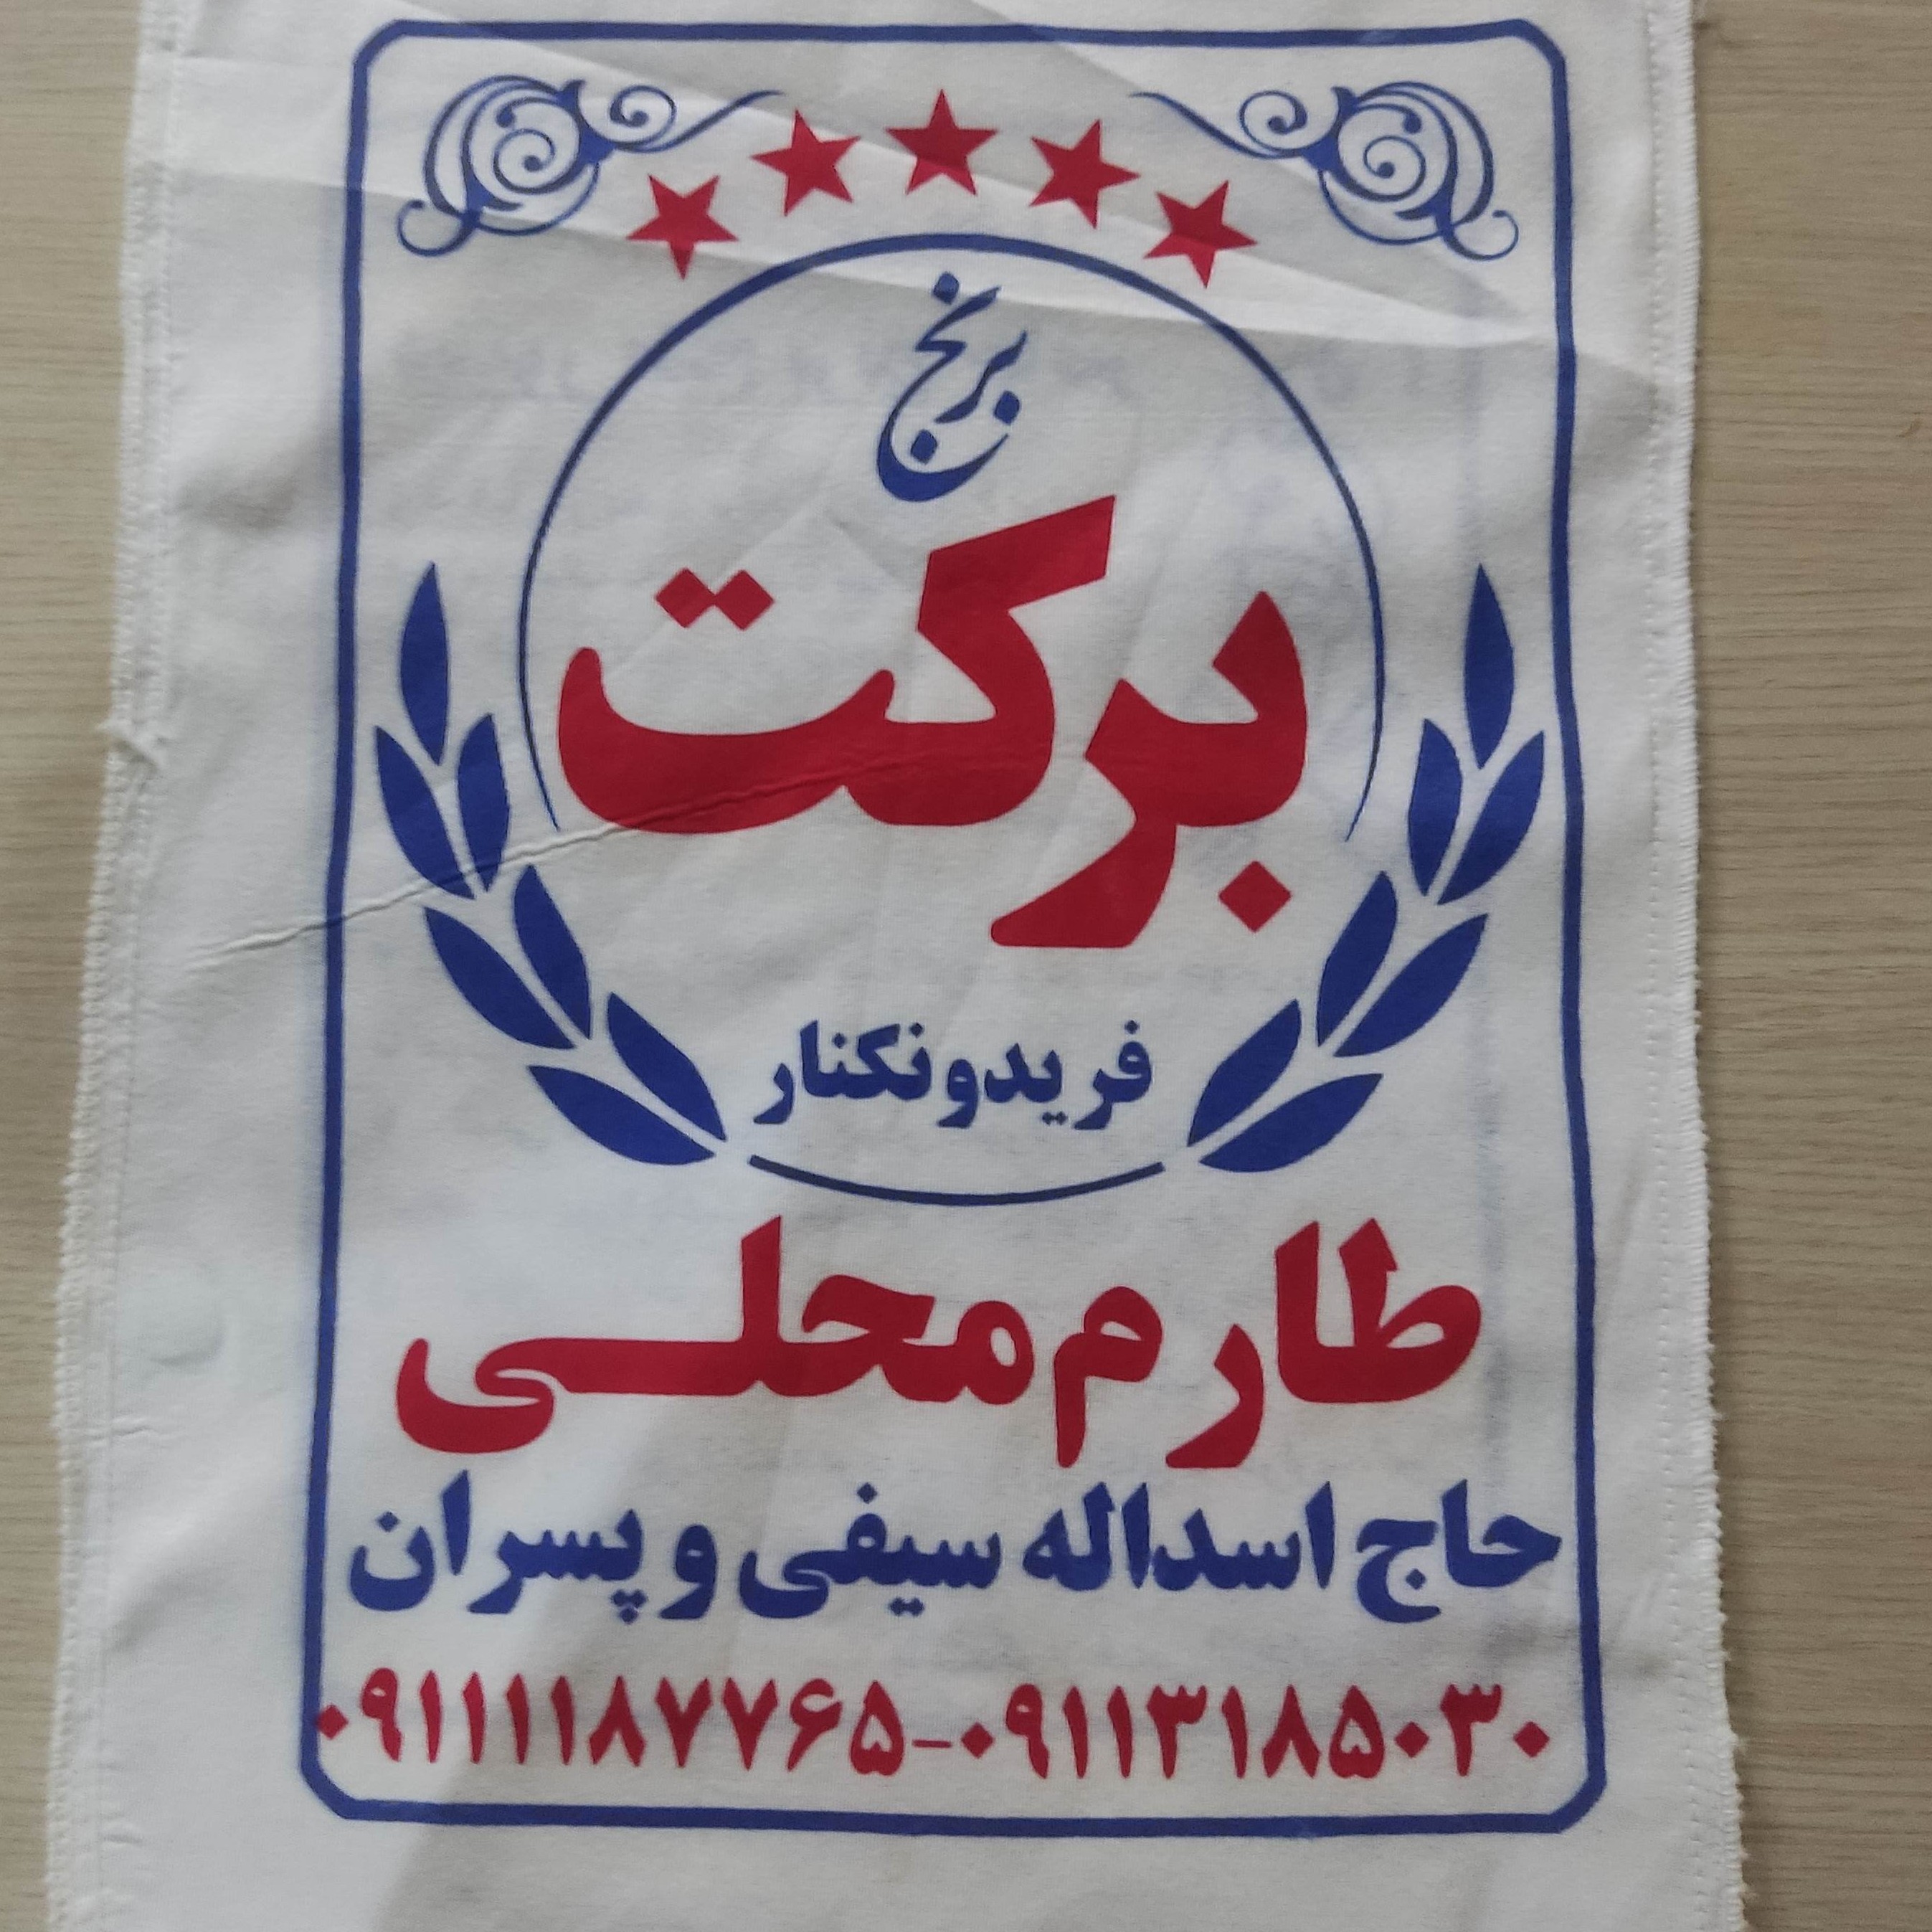 برنج
برکت
فریدونکنار
طارم محلی
حاج اسداله سیفی و پسران
۰۹۱۱۱۱۸۷۷۶۵-۰۹۱۱۳۱۸۵۰۳۰